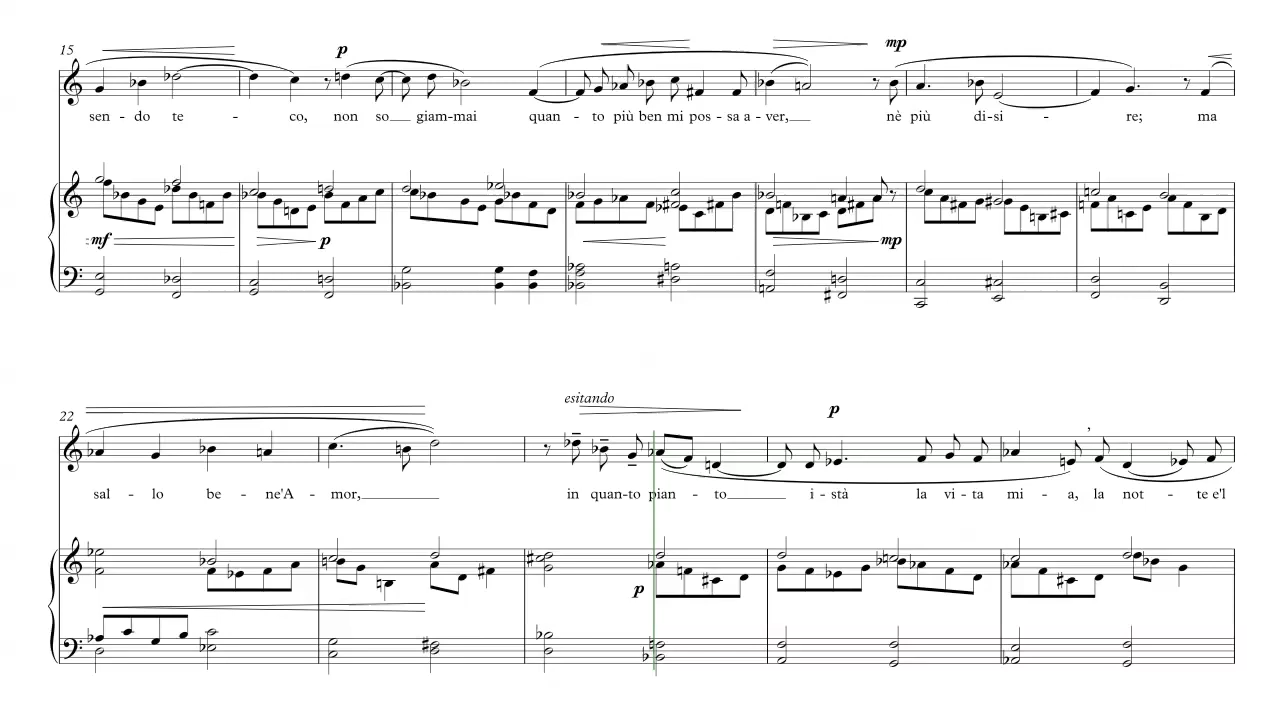 15
p
mp
sen - do te - co, non so giam-mai quan - to più ben mi pos - sa a - ver, nè più di-si - re; ma
mf
p
mp
esitando
22
p
sal - lo be - ne'A - mor, in quan-to pian - to i - stà la vi - ta mi - a, la not - te e'l
p